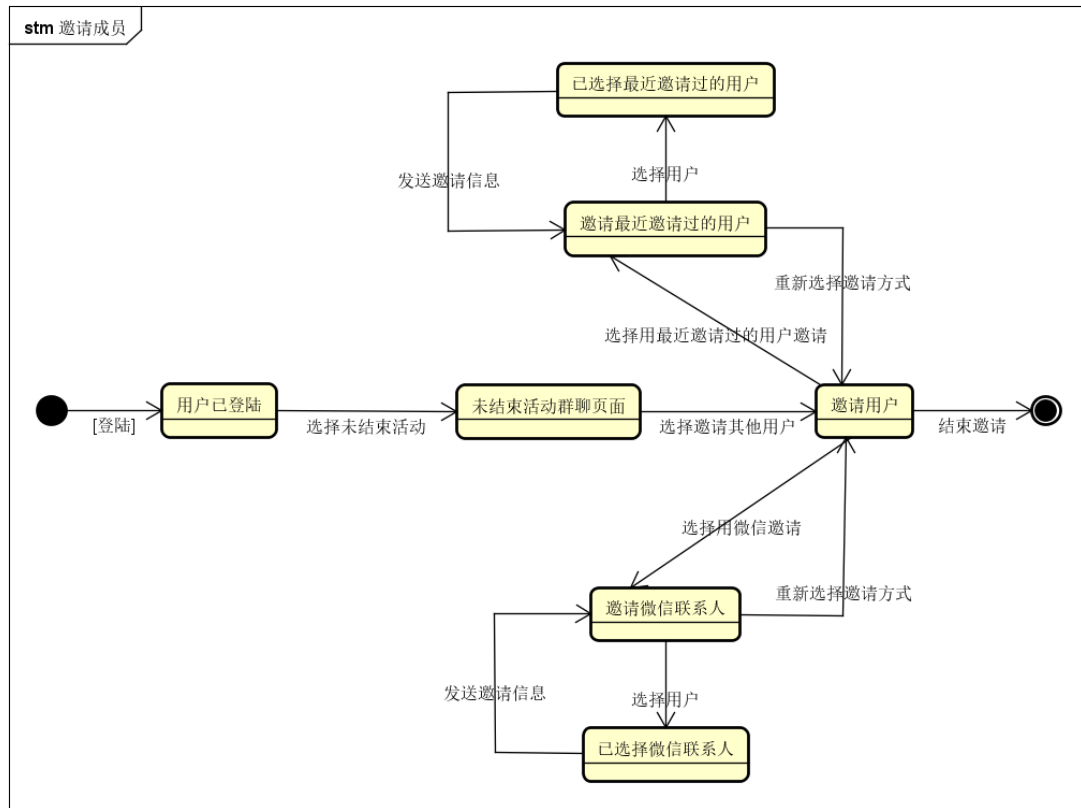 stm 邀请成员
已选择最近邀请过的用户
发送邀请信息
选择用户
邀请最近邀请过的用户
重新选择邀请方式
选择用最近邀请过的用户邀请
用户已登陆
未结束活动群聊页面
邀请用户
[登陆]
选择未结束活动
选择邀请其他用户
结束邀请
选择用微信邀请
邀请微信联系人
重新选择邀请方式
发送邀请信息
选择用户
已选择微信联系人